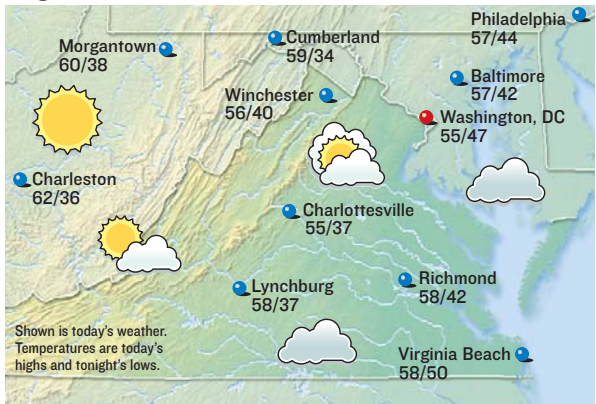 Philadelphia
57/44
Morgantown
60/38
Cumberland
59/34
Baltimore
57/42
Winchester
56/40
Washington, DC
55/47
Charleston
62/36
Charlottesville
55/37
Lynchburg
58/37
Richmond
58/42
Shown is today's weather.
Temperatures are today's
highs and tonight's lows.
Virginia Beach
58/50